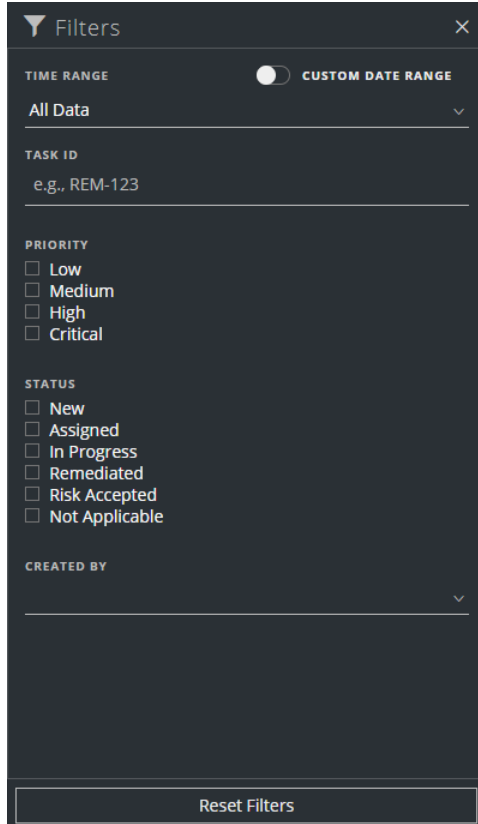 Filters
TIME RANGE CUSTOM DATE RANGE
All Data
TASK ID
e.g., REM-123
PRIORITY
Low
Medium
High
Critical
STATUS
New
Assigned
In Progress
Remediated
Risk Accepted
Not Applicable
CREATED BY
Reset Filters